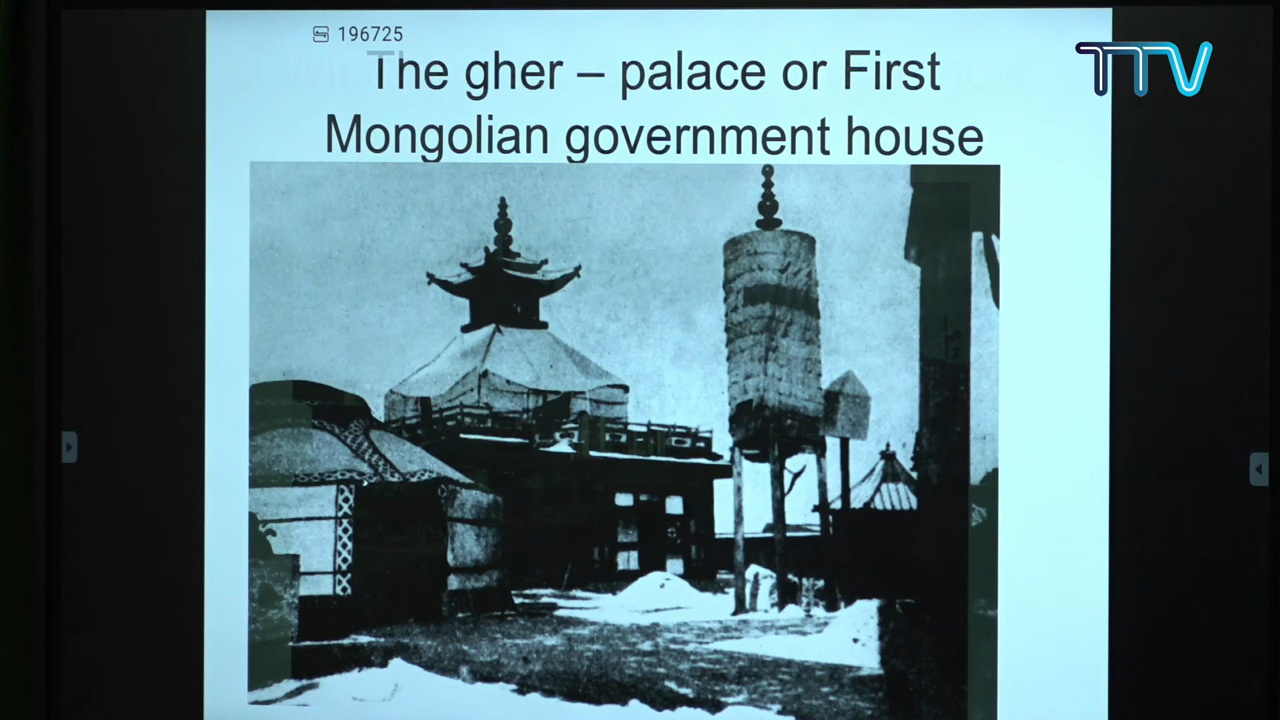 196725
TTV
The gher – palace or First
Mongolian government house